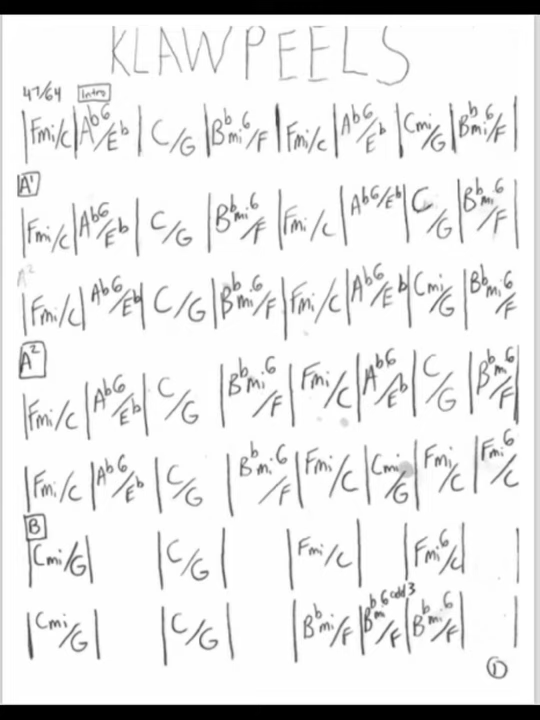 KLAWPEELS
47/64 Intro
|Fmi/C|Ab6/Eb|C/G|Bbmi6/F|Fmi/C|Ab6/Eb|Cmi/G|Bbmi6/F|
A1
|Fmi/C|Ab6/Eb|C/G|Bbmi6/F|Fmi/C|Ab6/Eb|C/G|Bbmi6/F|
A2
|Fmi/C|Ab6/Eb|C/G|Bbmi6/F|Fmi/C|Ab6/Eb|Cmi/G|Bbmi6/F
A2
|Fmi/C|Ab6/Eb|C/G|Bbmi6/F|Fmi/C|Ab6/Eb|C/G|Bbmi6/F|
|Fmi/C|Ab6/Eb|C/G|Bbmi6/F|Fmi/C|Cmi/G|Fmi/C|Fmi6/C
B
|Cmi/G| |C/G| |Fmi/C| |Fmi6/C| |
|Cmi/G| |C/G| |Bbmi/F|Bbmi6add3/F|Bbmi6/F| |
1